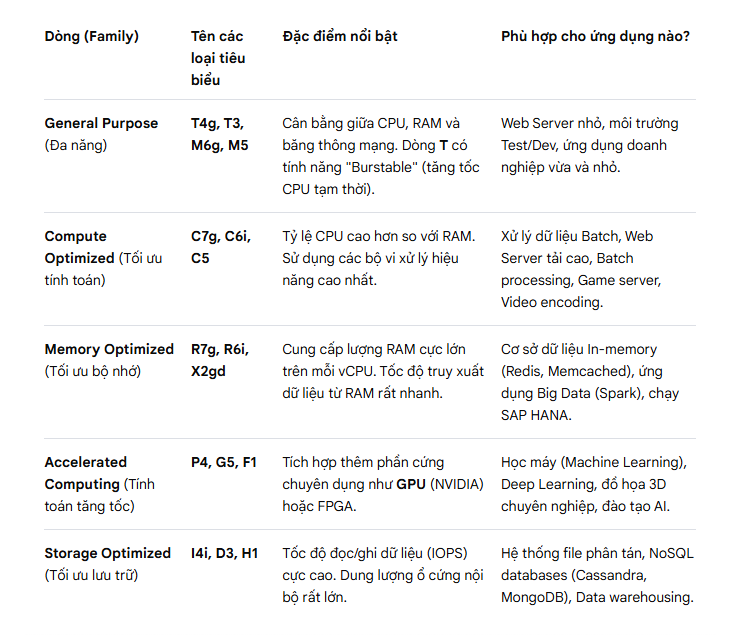 Dòng (Family)
Tên các loại tiêu biểu
Đặc điểm nổi bật
Phù hợp cho ứng dụng nào?
General Purpose
(Đa năng)
T4g, T3,
M6g, M5
Cân bằng giữa CPU, RAM và
băng thông mạng. Dòng T có
tính năng "Burstable" (tăng tốc
CPU tạm thời).
Web Server nhỏ, môi trường
Test/Dev, ứng dụng doanh
nghiệp vừa và nhỏ.
Compute
Optimized (Tối ưu
tính toán)
C7g, C6i,
C5
Tỷ lệ CPU cao hơn so với RAM.
Sử dụng các bộ vi xử lý hiệu
năng cao nhất.
Xử lý dữ liệu Batch, Web
Server tải cao, Batch
processing, Game server,
Video encoding.
Memory Optimized
(Tối ưu bộ nhớ)
R7g, R6i,
X2gd
Cung cấp lượng RAM cực lớn
trên mỗi vCPU. Tốc độ truy xuất
dữ liệu từ RAM rất nhanh.
Cơ sở dữ liệu In-memory
(Redis, Memcached), ứng
dụng Big Data (Spark), chạy
SAP HANA.
Accelerated
Computing (Tính
toán tăng tốc)
P4, G5, F1
Tích hợp thêm phần cứng
chuyên dụng như GPU (NVIDIA)
hoặc FPGA.
Học máy (Machine Learning),
Deep Learning, đồ họa 3D
chuyên nghiệp, đào tạo AI.
Storage Optimized
(Tối ưu lưu trữ)
I4i, D3, H1
Tốc độ đọc/ghi dữ liệu (IOPS)
cực cao. Dung lượng ổ cứng nội
bộ rất lớn.
Hệ thống file phân tán, NoSQL
databases (Cassandra,
MongoDB), Data warehousing.